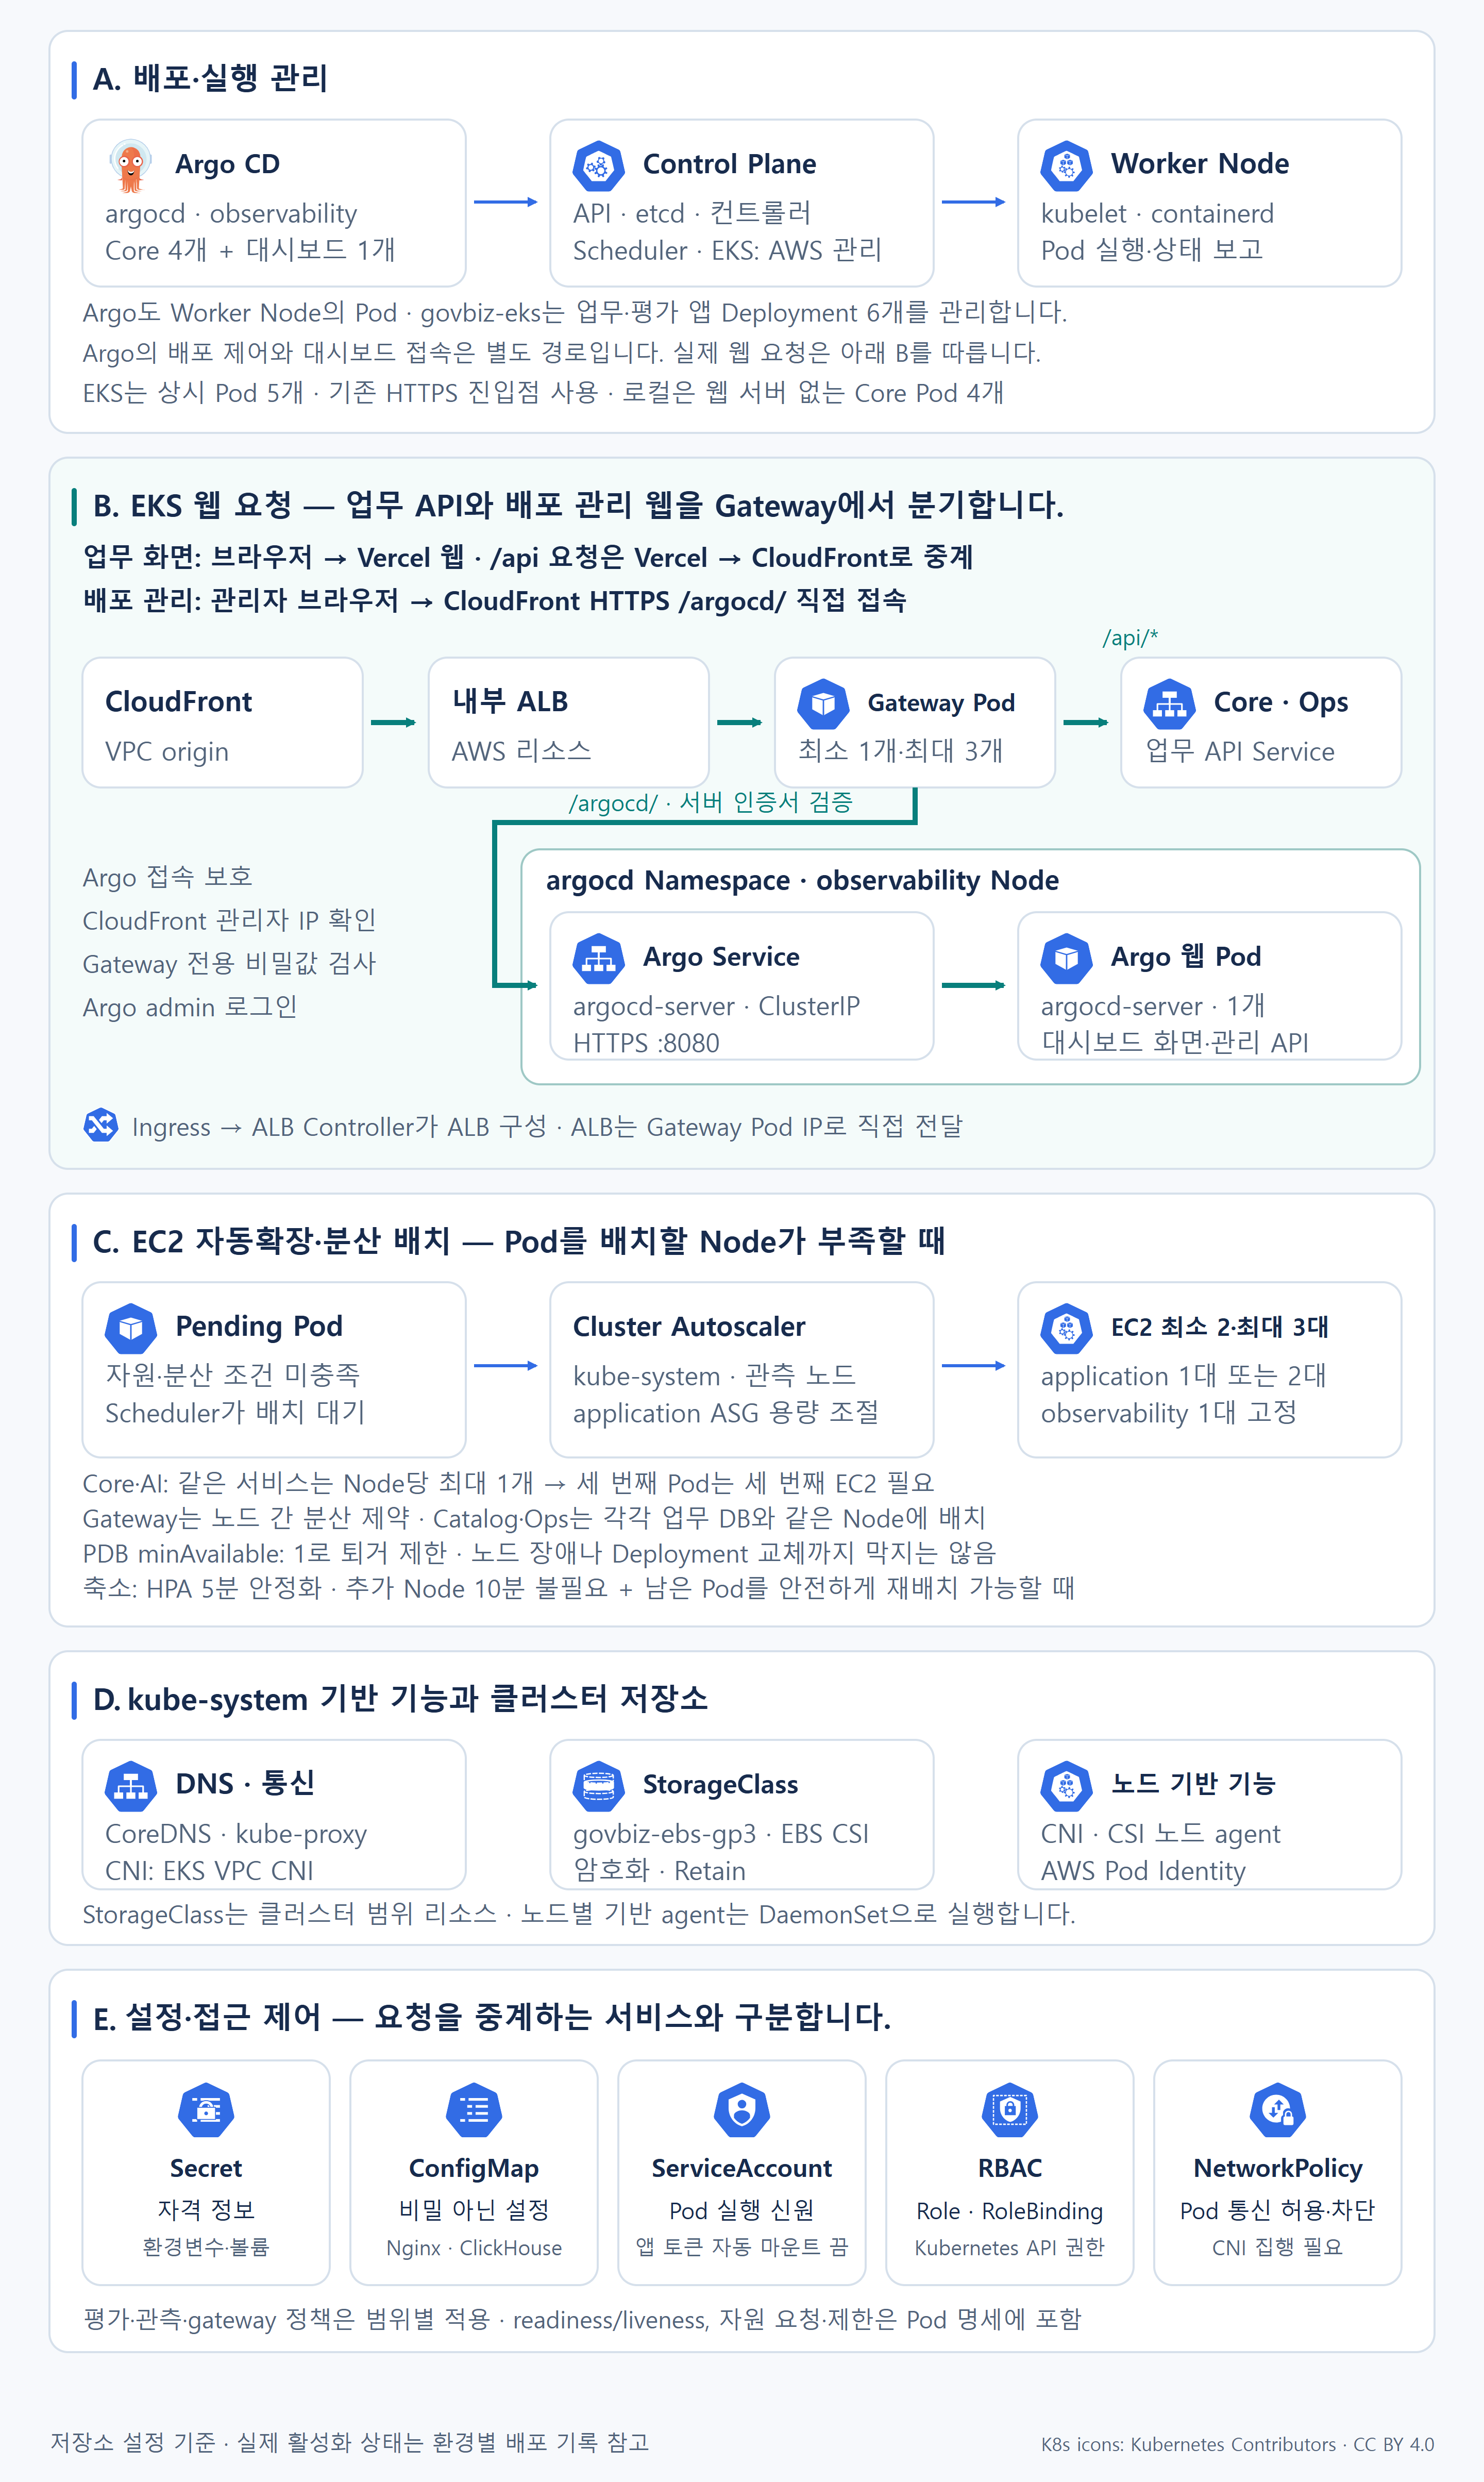 A. 배포·실행 관리
Argo CD
argocd · observability
Core 4개 + 대시보드 1개
Control Plane
API · etcd · 컨트롤러
Scheduler · EKS: AWS 관리
Worker Node
kubelet · containerd
Pod 실행·상태 보고
Argo도 Worker Node의 Pod · govbiz-eks는 업무·평가 앱 Deployment 6개를 관리합니다.
Argo의 배포 제어와 대시보드 접속은 별도 경로입니다. 실제 웹 요청은 아래 B를 따릅니다.
EKS는 상시 Pod 5개 · 기존 HTTPS 진입점 사용 · 로컬은 웹 서버 없는 Core Pod 4개
B. EKS 웹 요청 — 업무 API와 배포 관리 웹을 Gateway에서 분기합니다.
업무 화면: 브라우저 → Vercel 웹 · /api 요청은 Vercel → CloudFront로 중계
배포 관리: 관리자 브라우저 → CloudFront HTTPS /argocd/ 직접 접속
/api/*
CloudFront
VPC origin
내부 ALB
AWS 리소스
Gateway Pod
최소 1개·최대 3개
Core · Ops
업무 API Service
/argocd/ · 서버 인증서 검증
Argo 접속 보호
CloudFront 관리자 IP 확인
Gateway 전용 비밀값 검사
Argo admin 로그인
argocd Namespace · observability Node
Argo Service
argocd-server · ClusterIP
HTTPS :8080
Argo 웹 Pod
argocd-server · 1개
대시보드 화면·관리 API
Ingress → ALB Controller가 ALB 구성 · ALB는 Gateway Pod IP로 직접 전달
C. EC2 자동확장·분산 배치 — Pod를 배치할 Node가 부족할 때
Pending Pod
자원·분산 조건 미충족
Scheduler가 배치 대기
Cluster Autoscaler
kube-system · 관측 노드
application ASG 용량 조절
EC2 최소 2·최대 3대
application 1대 또는 2대
observability 1대 고정
Core·AI: 같은 서비스는 Node당 최대 1개 → 세 번째 Pod는 세 번째 EC2 필요
Gateway는 노드 간 분산 제약 · Catalog·Ops는 각각 업무 DB와 같은 Node에 배치
PDB minAvailable: 1로 퇴거 제한 · 노드 장애나 Deployment 교체까지 막지는 않음
축소: HPA 5분 안정화 · 추가 Node 10분 불필요 + 남은 Pod를 안전하게 재배치 가능할 때
D. kube-system 기반 기능과 클러스터 저장소
DNS · 통신
CoreDNS · kube-proxy
CNI: EKS VPC CNI
StorageClass
govbiz-ebs-gp3 · EBS CSI
암호화 · Retain
노드 기반 기능
CNI · CSI 노드 agent
AWS Pod Identity
StorageClass는 클러스터 범위 리소스 · 노드별 기반 agent는 DaemonSet으로 실행합니다.
E. 설정·접근 제어 — 요청을 중계하는 서비스와 구분합니다.
Secret
자격 정보
환경변수·볼륨
ConfigMap
비밀 아닌 설정
Nginx · ClickHouse
ServiceAccount
Pod 실행 신원
앱 토큰 자동 마운트 끔
RBAC
Role · RoleBinding
Kubernetes API 권한
NetworkPolicy
Pod 통신 허용·차단
CNI 집행 필요
평가·관측·gateway 정책은 범위별 적용 · readiness/liveness, 자원 요청·제한은 Pod 명세에 포함
저장소 설정 기준 · 실제 활성화 상태는 환경별 배포 기록 참고
K8s icons: Kubernetes Contributors · CC BY 4.0